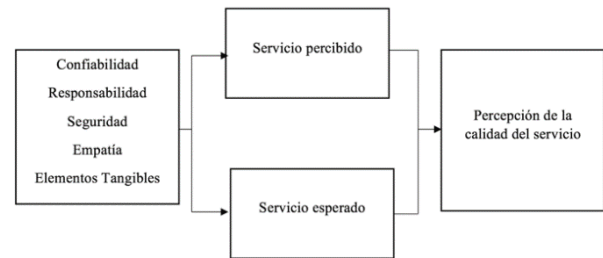 Confiabilidad
Responsabilidad
Seguridad
Empatía
Elementos Tangibles
Servicio percibido
Servicio esperado
Percepción de la
calidad del servicio